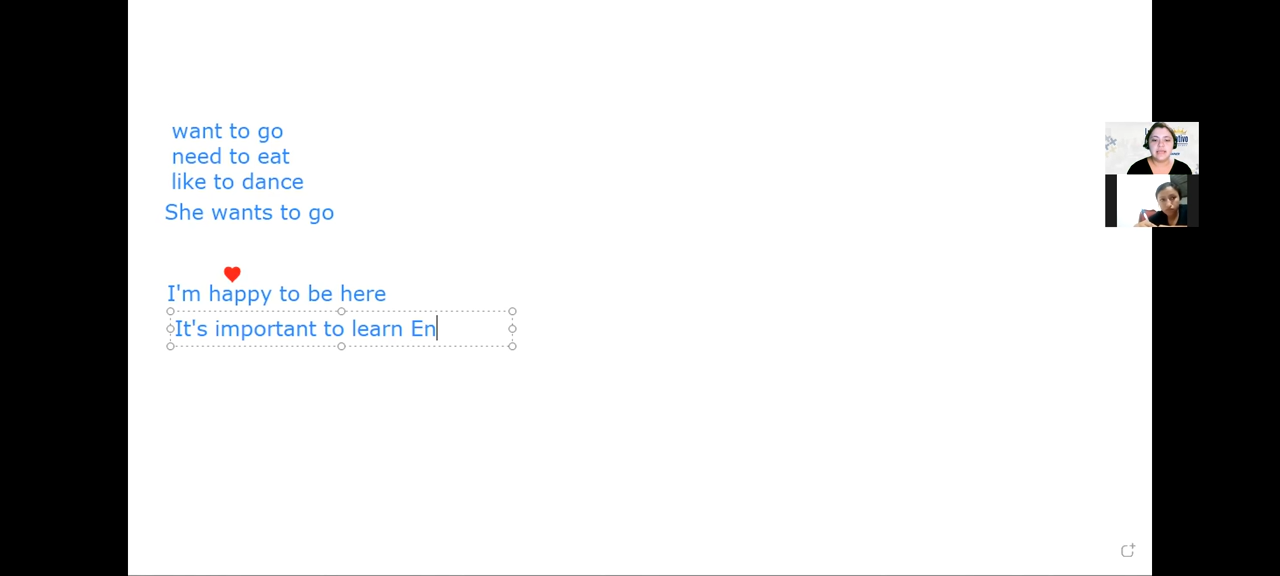 want to go
need to eat
like to dance
She wants to go
I'm happy to be here
It's important to learn En